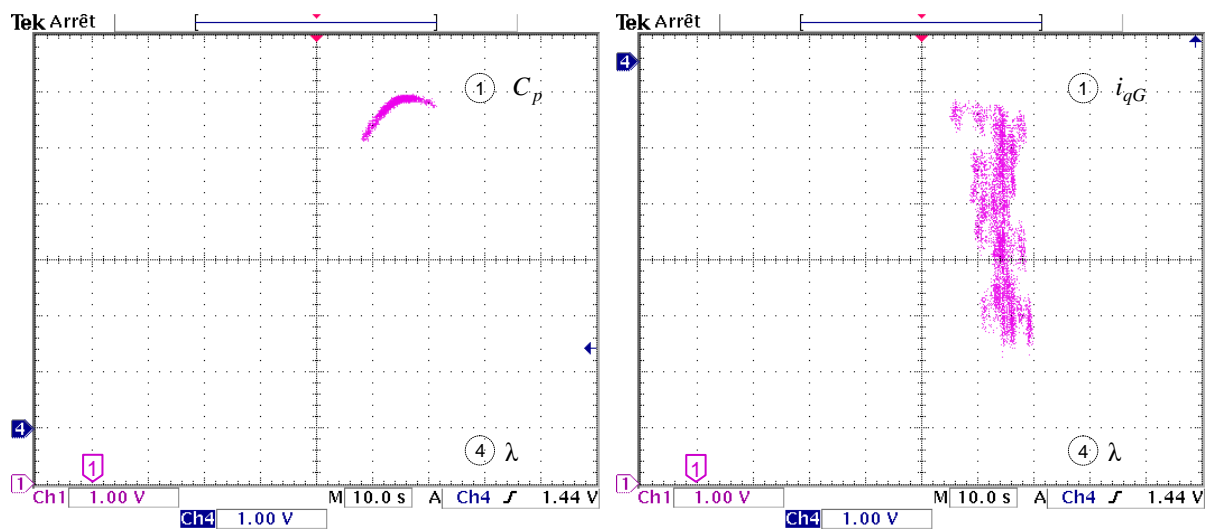 Tek Arrêt
1 Cp
4
4 λ
1
1
Ch1 1.00 V M 10.0 s A Ch4 1.44 V
Ch4 1.00 V
Tek Arrêt
4
1 iqG
4 λ
1
1
Ch1 1.00 V M 10.0 s A Ch4 1.44 V
Ch4 1.00 V